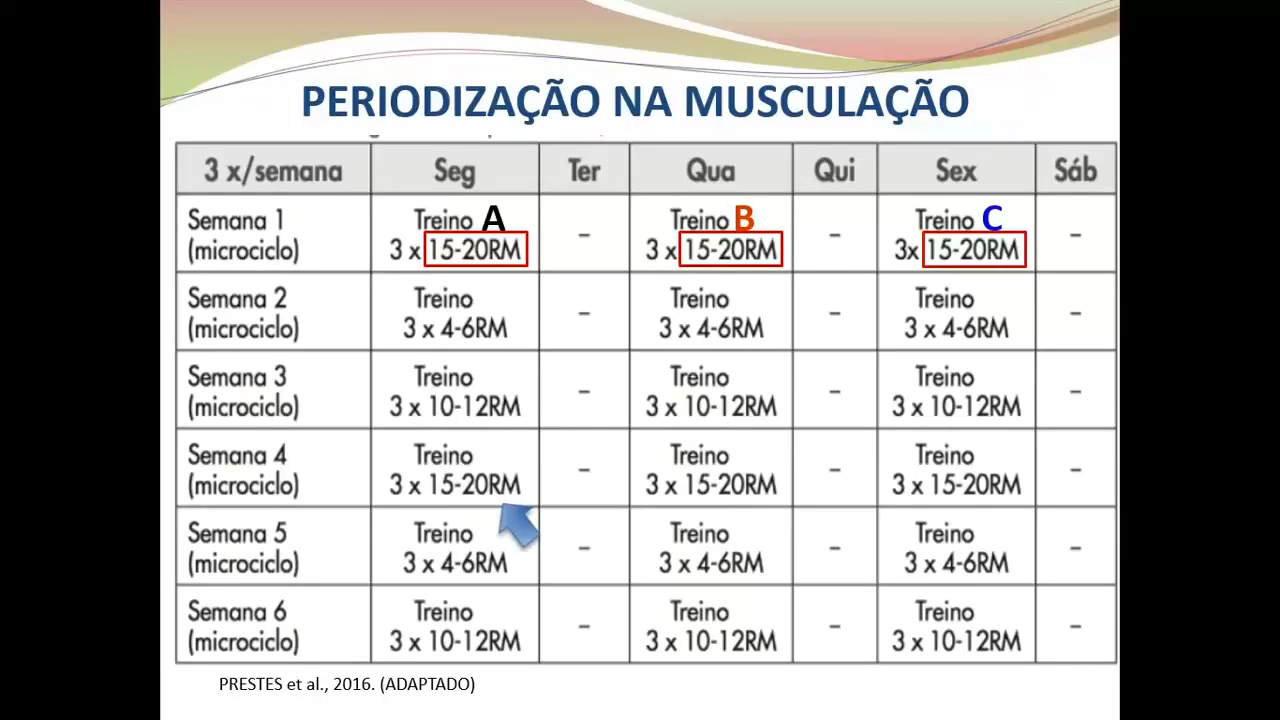 PERIODIZAÇÃO NA MUSCULAÇÃO
3 x/semana Seg Ter Qua Qui Sex Sáb
Semana 1 Treino A Treino B Treino C
(microciclo) 3 x 15-20RM – 3 x 15-20RM – 3x 15-20RM –
Semana 2 Treino Treino Treino
(microciclo) 3 x 4-6RM – 3 x 4-6RM – 3 x 4-6RM –
Semana 3 Treino Treino Treino
(microciclo) 3 x 10-12RM – 3 x 10-12RM – 3 x 10-12RM –
Semana 4 Treino Treino Treino
(microciclo) 3 x 15-20RM – 3 x 15-20RM – 3 x 15-20RM –
Semana 5 Treino Treino Treino
(microciclo) 3 x 4-6RM – 3 x 4-6RM – 3 x 4-6RM –
Semana 6 Treino Treino Treino
(microciclo) 3 x 10-12RM – 3 x 10-12RM – 3 x 10-12RM –
PRESTES et al., 2016. (ADAPTADO)